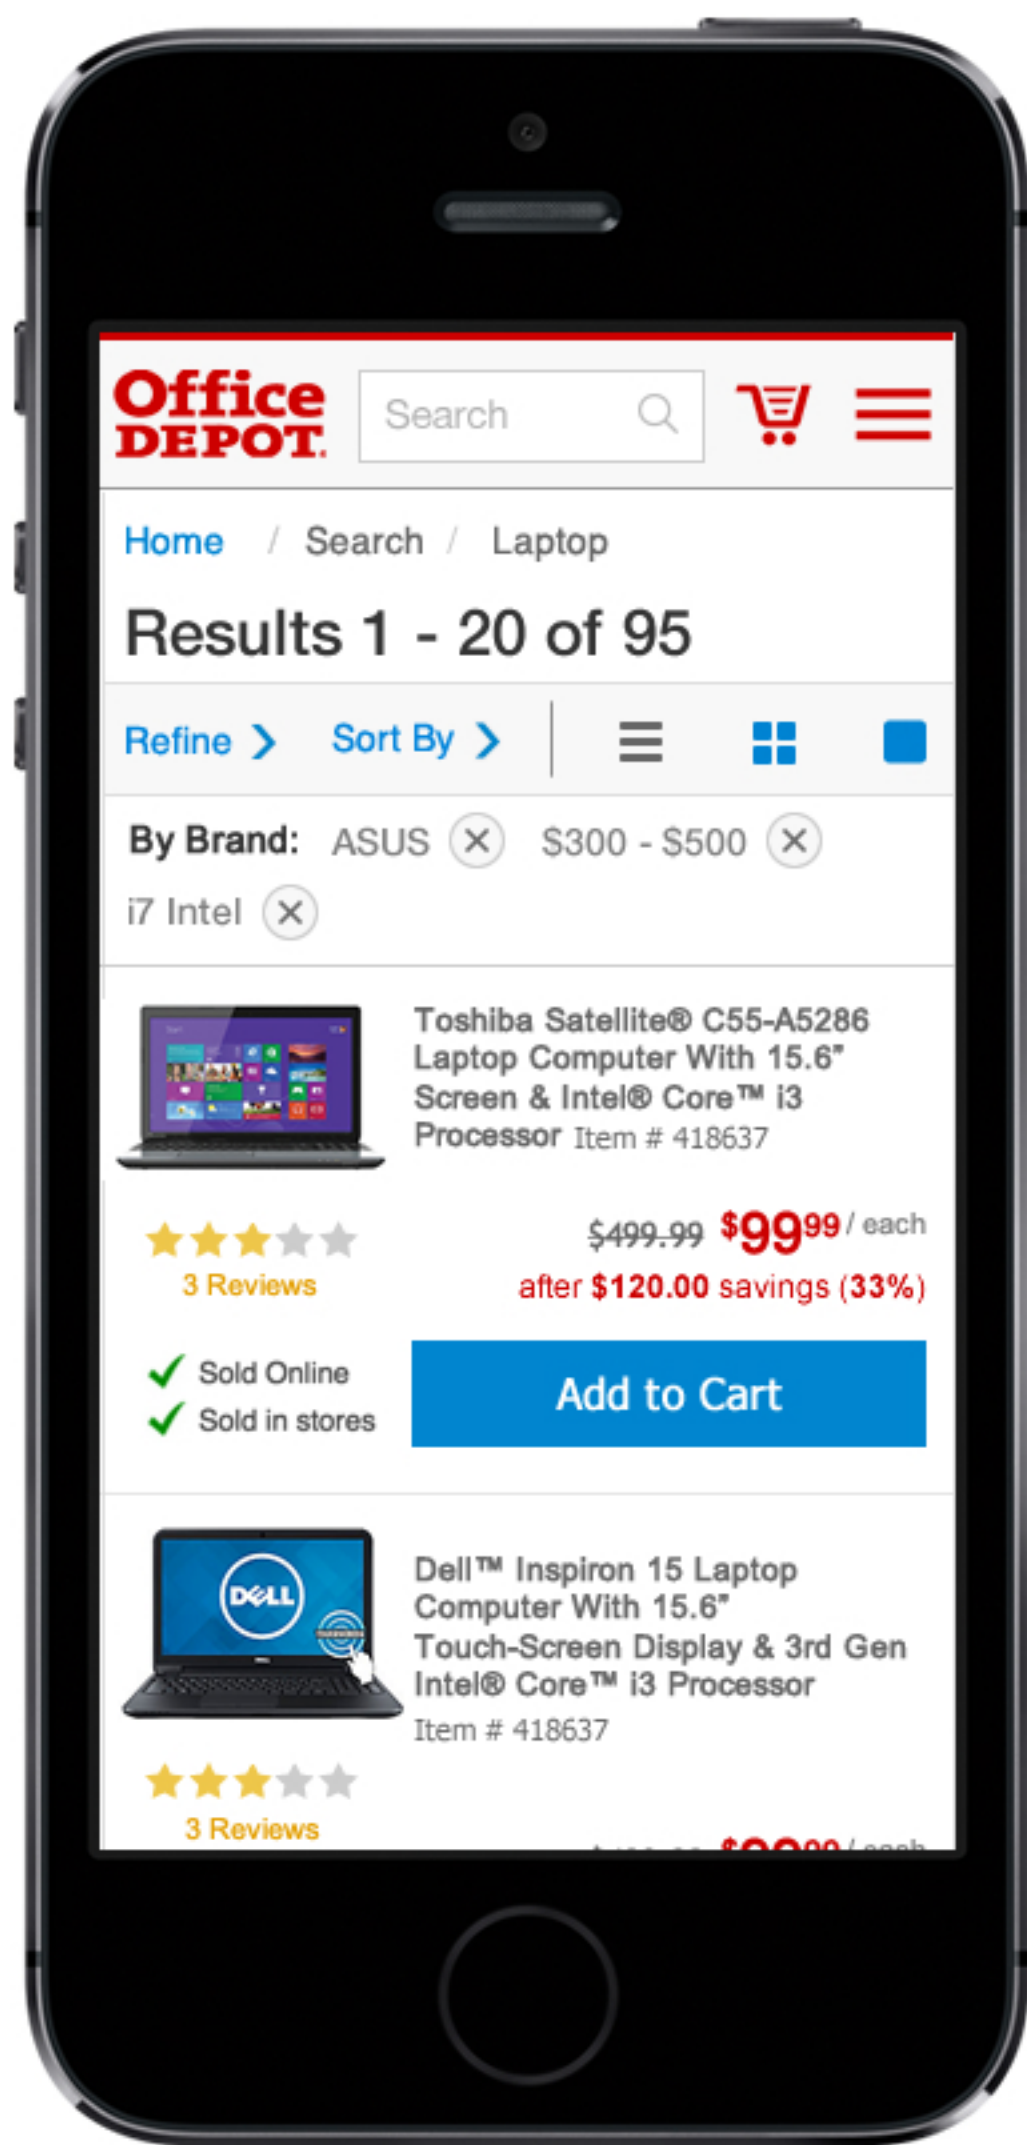 Office
DEPOT.
Search
Home / Search / Laptop
Results 1 - 20 of 95
Refine
Sort By
By Brand: ASUS $300 - $500
i7 Intel
Toshiba Satellite® C55-A5286
Laptop Computer With 15.6”
Screen & Intel® Core™ i3
Processor Item # 418637
$499.99 $99⁹⁹ / each
3 Reviews
after $120.00 savings (33%)
Sold Online
Sold in stores
Add to Cart
DELL
Dell™ Inspiron 15 Laptop
Computer With 15.6”
Touch-Screen Display & 3rd Gen
Intel® Core™ i3 Processor
Item # 418637
3 Reviews